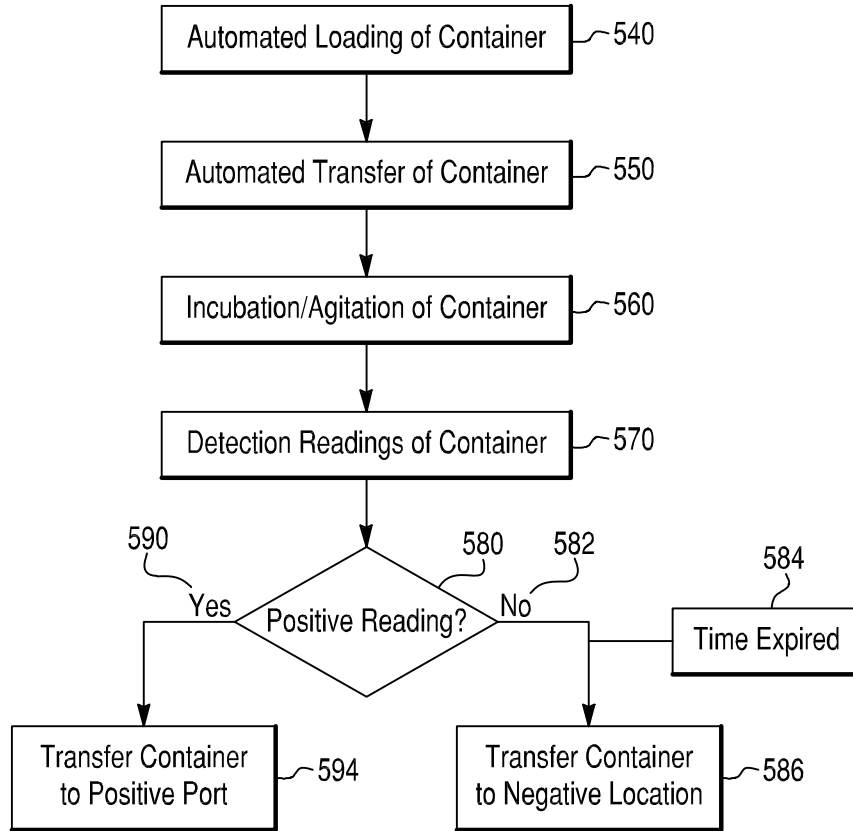 Automated Loading of Container
540
Automated Transfer of Container
550
Incubation/Agitation of Container
560
Detection Readings of Container
570
590
580
582
584
Yes
Positive Reading?
No
Time Expired
Transfer Container
to Positive Port
594
Transfer Container
to Negative Location
586